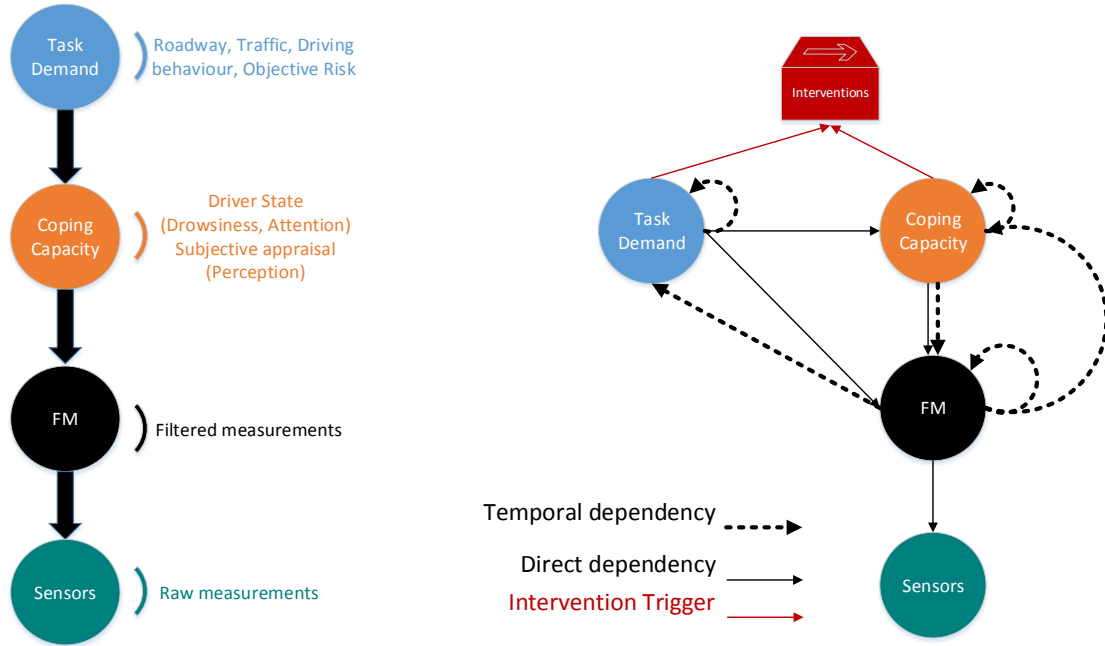 Task
Demand
Roadway, Traffic, Driving
behaviour, Objective Risk
Coping
Capacity
Driver State
(Drowsiness, Attention)
Subjective appraisal
(Perception)
FM
Filtered measurements
Sensors
Raw measurements
Interventions
Task
Demand
Coping
Capacity
FM
Sensors
Temporal dependency
Direct dependency
Intervention Trigger